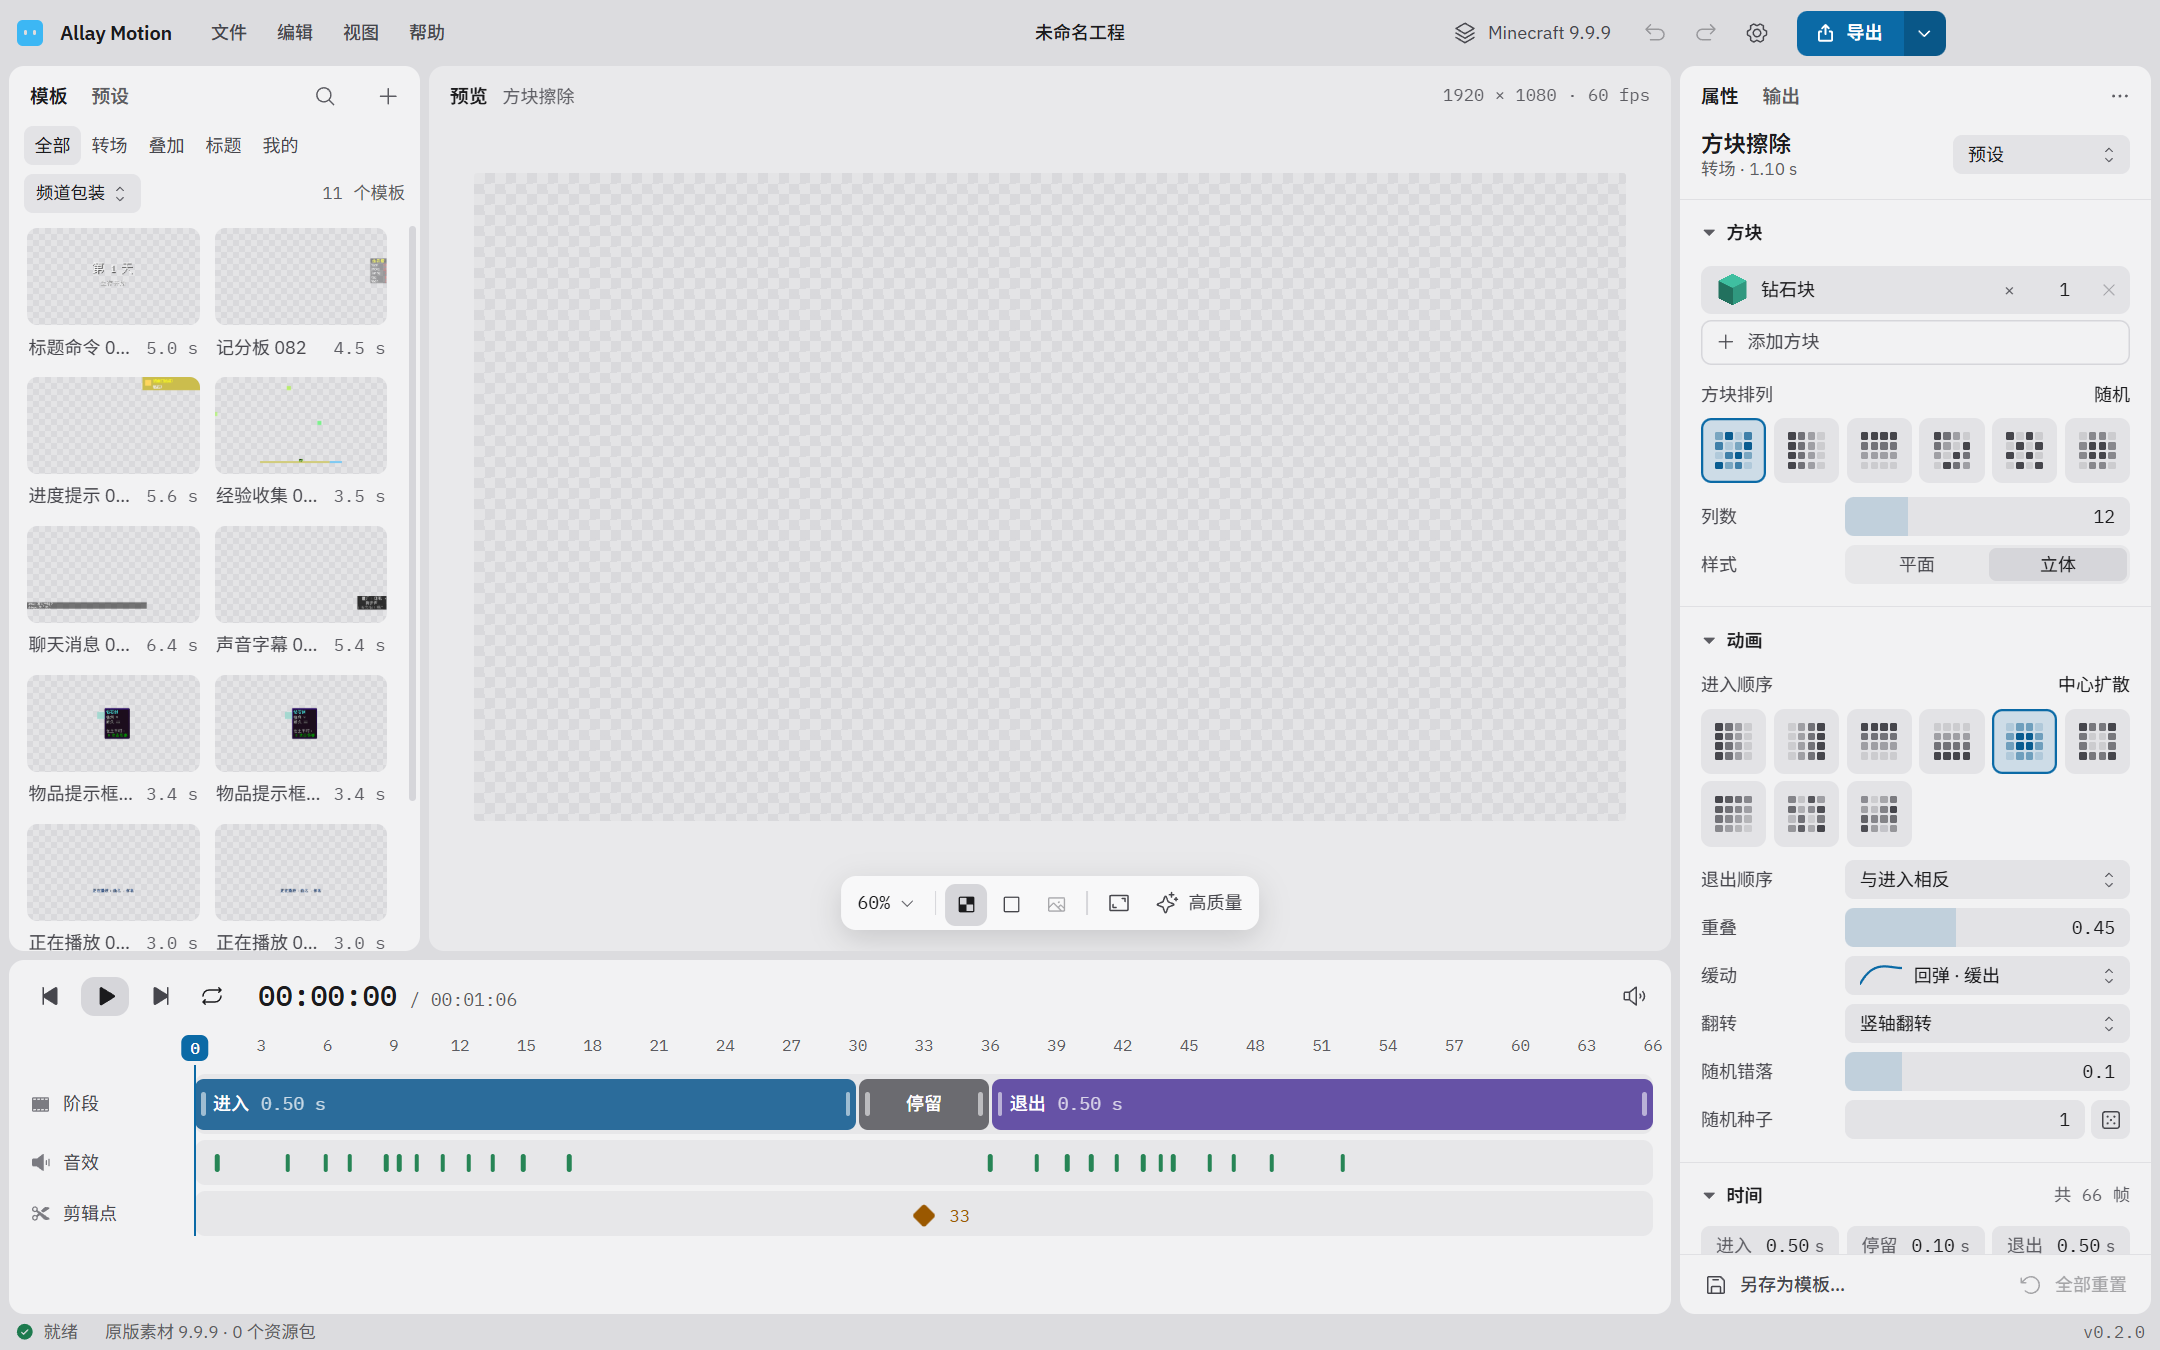 Allay Motion 文件 编辑 视图 帮助 未命名工程 Minecraft 9.9.9 导出
模板 预设
全部 转场 叠加 标题 我的
频道包装 11 个模板
第 1 天
标题命令 0... 5.0 s 记分板 082 4.5 s
进度提示 0... 5.6 s 经验收集 0... 3.5 s
聊天消息 0... 6.4 s 声音字幕 0... 5.4 s
物品提示框... 3.4 s 物品提示框... 3.4 s
正在播放 0... 3.0 s 正在播放 0... 3.0 s
预览 方块擦除 1920 × 1080 · 60 fps
60% 高质量
属性 输出
方块擦除 预设
转场 · 1.10 s
方块
钻石块 × 1
添加方块
方块排列 随机
列数 12
样式 平面 立体
动画
进入顺序 中心扩散
退出顺序 与进入相反
重叠 0.45
缓动 回弹 · 缓出
翻转 竖轴翻转
随机错落 0.1
随机种子 1
时间 共 66 帧
进入 0.50 s 停留 0.10 s 退出 0.50 s
另存为模板... 全部重置
00:00:00 / 00:01:06
0 3 6 9 12 15 18 21 24 27 30 33 36 39 42 45 48 51 54 57 60 63 66
阶段 进入 0.50 s 停留 退出 0.50 s
音效
剪辑点 33
就绪 原版素材 9.9.9 · 0 个资源包 v0.2.0